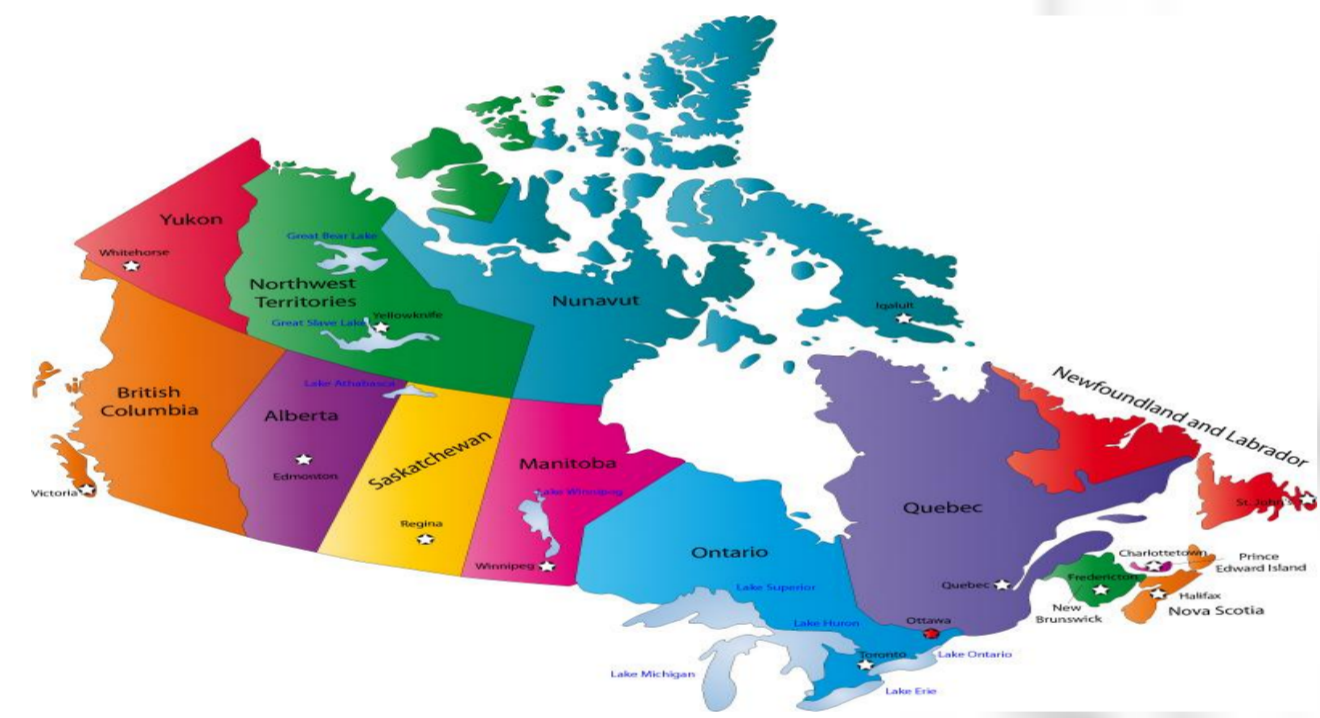 Yukon
Whitehorse
Great Bear Lake
Northwest
Territories
Great Slave Lake
Yellowknife
Nunavut
Iqaluit
British
Columbia
Victoria
Lake Athabasca
Alberta
Edmonton
Saskatchewan
Regina
Manitoba
Lake Winnipeg
Winnipeg
Ontario
Lake Superior
Lake Huron
Lake Michigan
Toronto
Ottawa
Lake Ontario
Lake Erie
Quebec
Quebec
Newfoundland and Labrador
St. John's
Charlottetown
Prince
Edward Island
Fredericton
New
Brunswick
Halifax
Nova Scotia